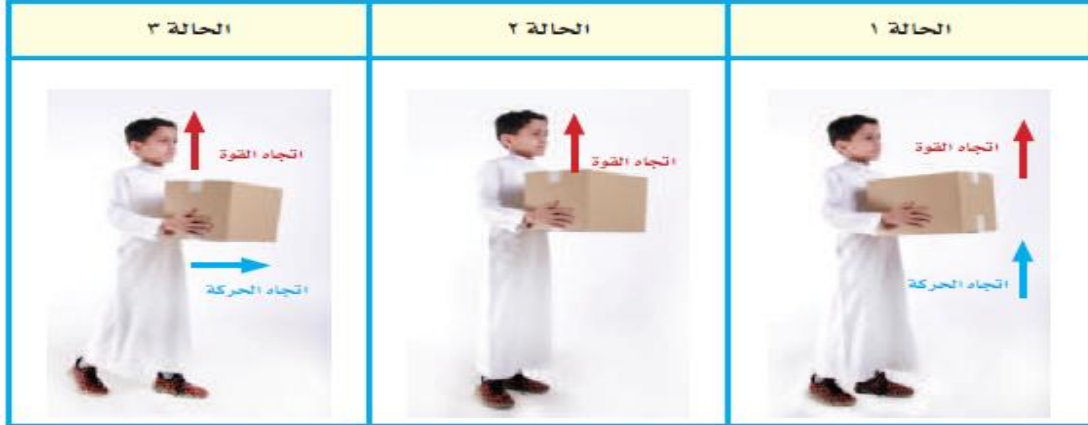 الحالة ١
الحالة ٢
الحالة ٣
اتجاه القوة
اتجاه الحركة
اتجاه القوة
اتجاه القوة
اتجاه الحركة